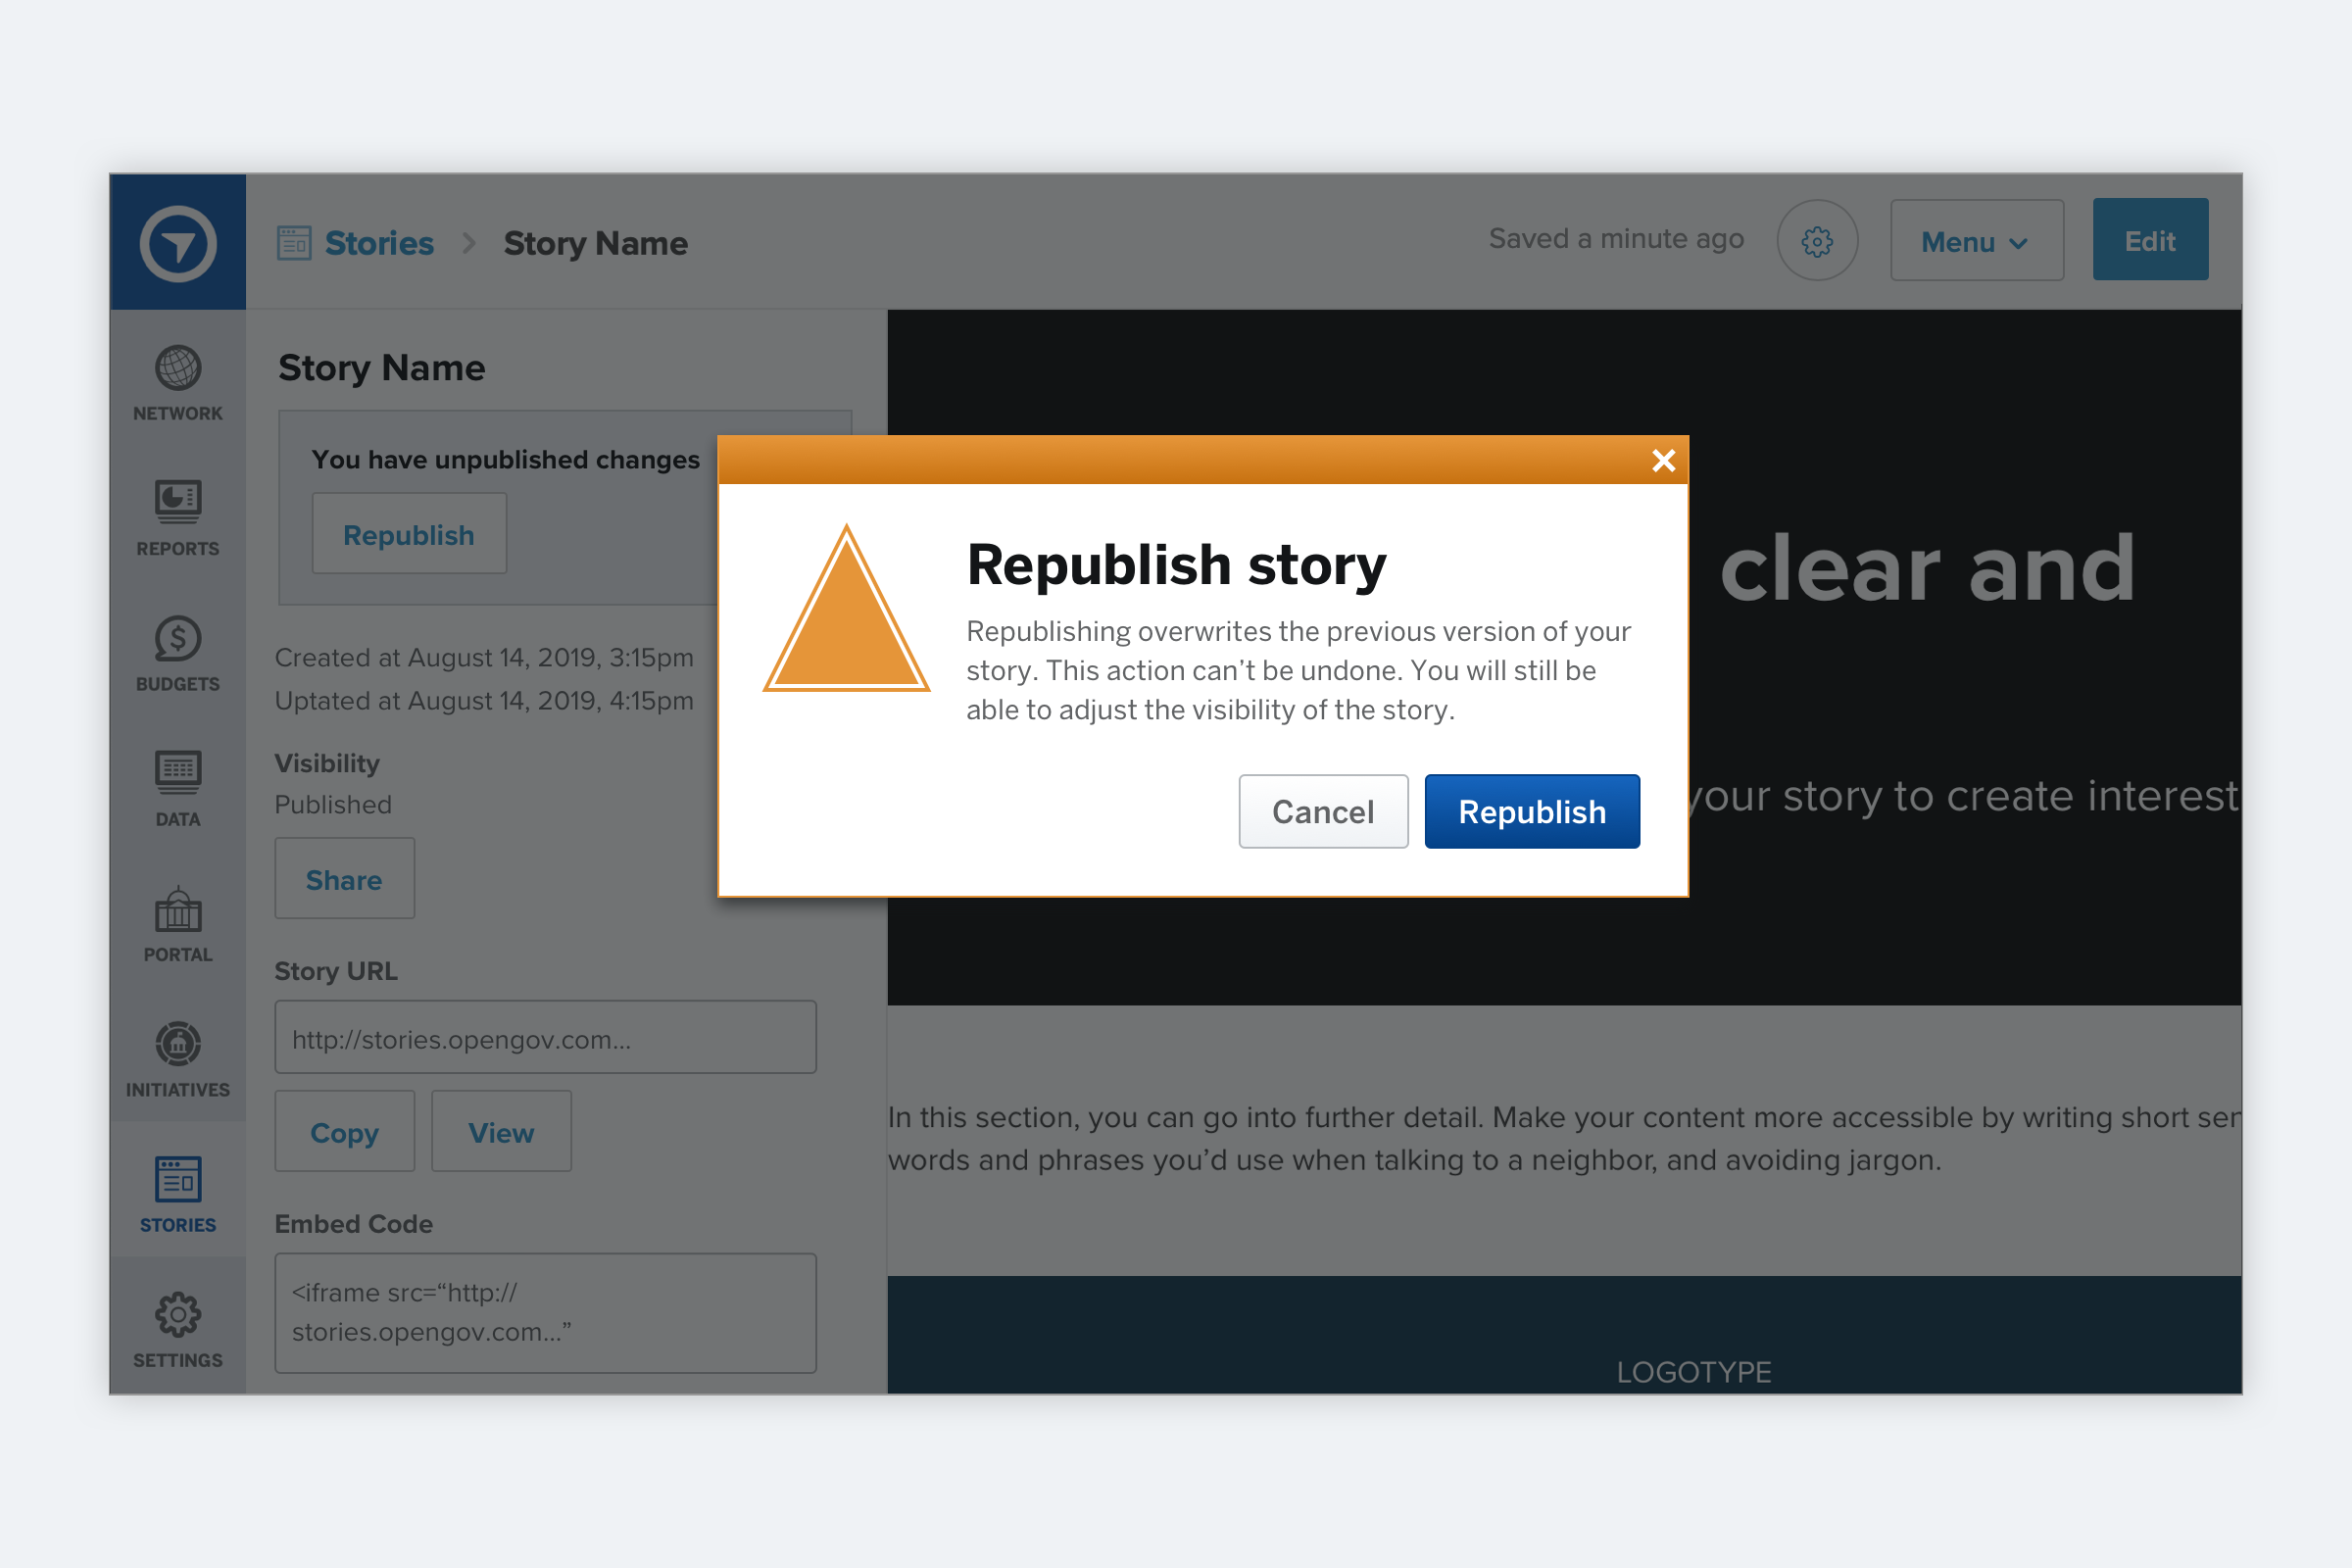 Stories > Story Name
Saved a minute ago
Menu
Edit
NETWORK
REPORTS
BUDGETS
DATA
PORTAL
INITIATIVES
STORIES
SETTINGS
Story Name
You have unpublished changes
Republish
Created at August 14, 2019, 3:15pm
Uptated at August 14, 2019, 4:15pm
Visibility
Published
Share
Story URL
http://stories.opengov.com...
Copy
View
Embed Code
<iframe src=“http://
stories.opengov.com...”
Republish story
Republishing overwrites the previous version of your
story. This action can’t be undone. You will still be
able to adjust the visibility of the story.
Cancel
Republish
clear and
your story to create interest
In this section, you can go into further detail. Make your content more accessible by writing short sen
words and phrases you’d use when talking to a neighbor, and avoiding jargon.
LOGOTYPE